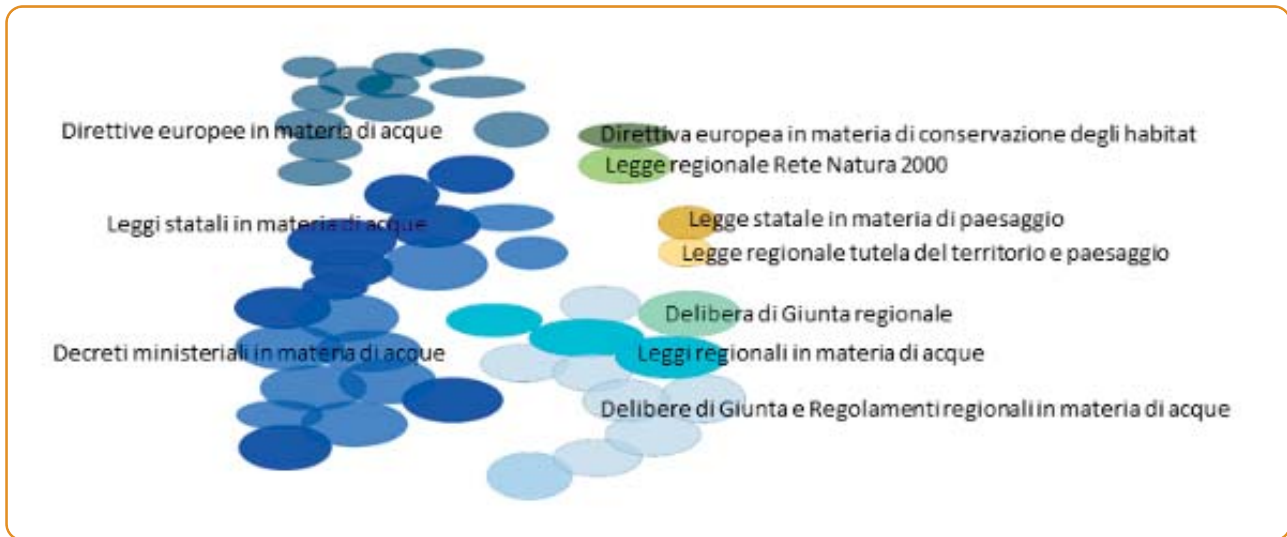 Direttive europee in materia di acque
Direttiva europea in materia di conservazione degli habitat
Legge regionale Rete Natura 2000
Leggi statali in materia di acque
Legge statale in materia di paesaggio
Legge regionale tutela del territorio e paesaggio
Delibera di Giunta regionale
Decreti ministeriali in materia di acque
Leggi regionali in materia di acque
Delibere di Giunta e Regolamenti regionali in materia di acque